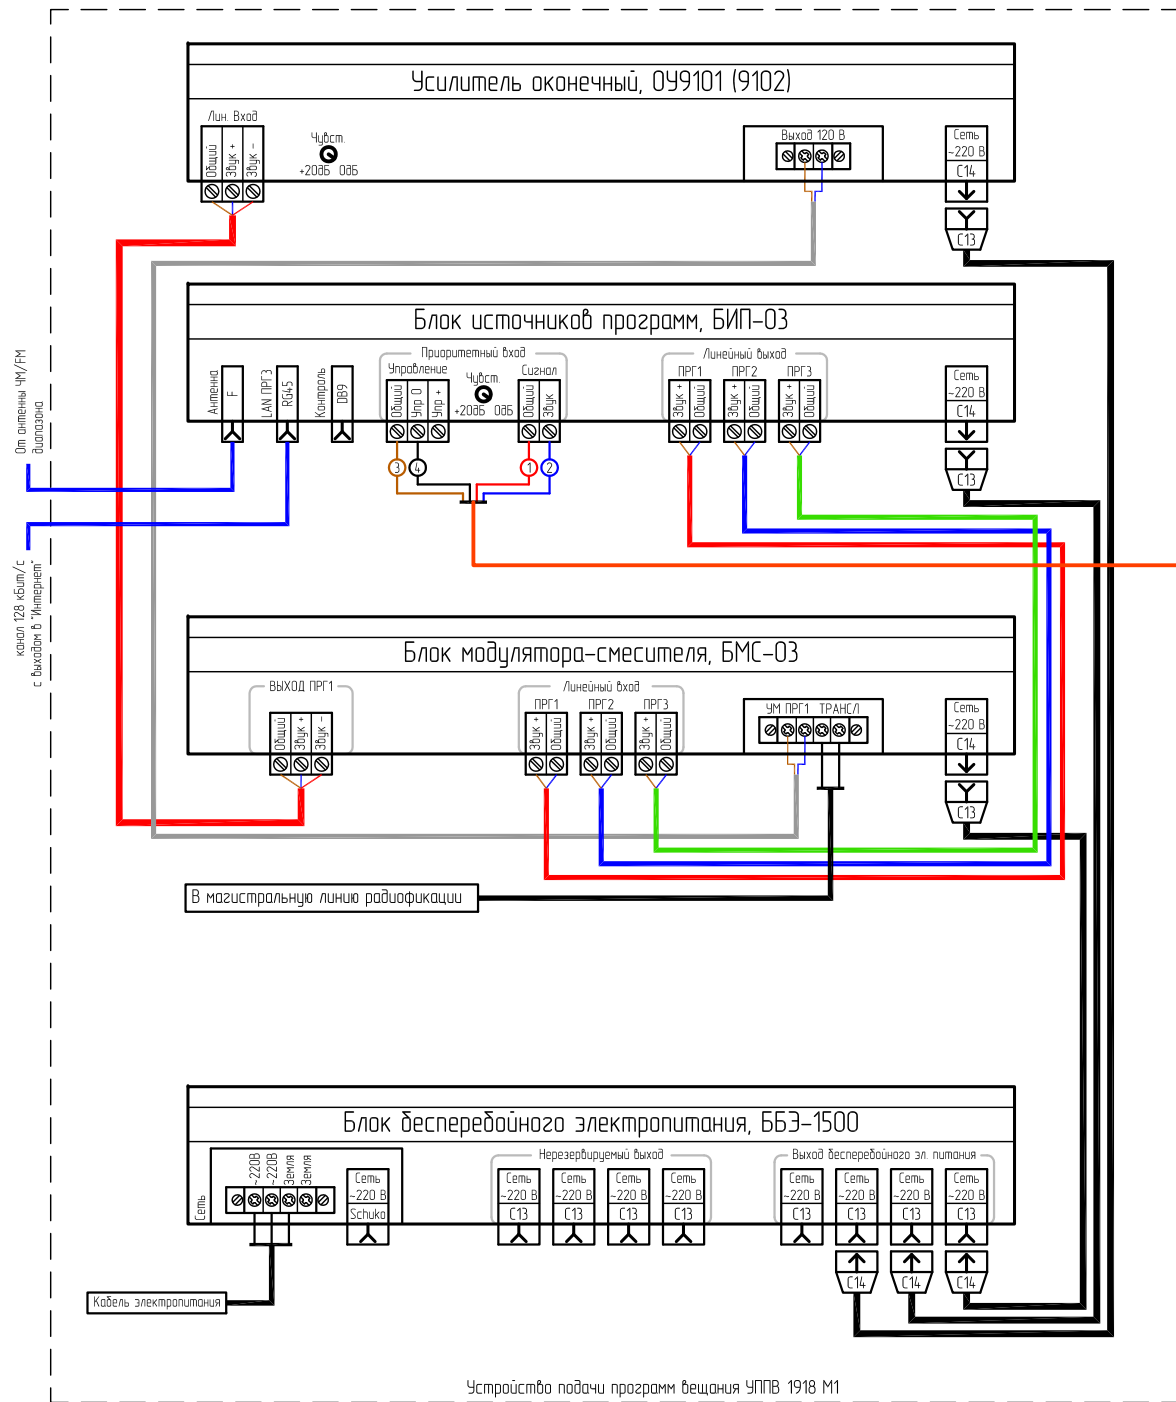 Усилитель оконечный, ОУ9101 (9102)
Лин. Вход
Общий
Звук +
Звук -
Чувст.
+20дБ 0дБ
Выход 120 В
Сеть
~220 В
С14
С13
Блок источников программ, БИП-03
Антенна
F
LAN ПРГ3
RG45
Контроль
DB9
Приоритетный вход
Управление
Общий
Упр 0
Упр +
Чувст.
+20дБ 0дБ
Сигнал
Общий
Звук
Линейный выход
ПРГ1
ПРГ2
ПРГ3
Звук +
Общий
Звук +
Общий
Звук +
Общий
Сеть
~220 В
С14
С13
3
4
1
2
От антенны ЧМ/FM
диапазона
канал 128 кБит/с
с выходом в "Интернет"
Блок модулятора-смесителя, БМС-03
ВЫХОД ПРГ1
Общий
Звук +
Звук -
Линейный вход
ПРГ1
ПРГ2
ПРГ3
Звук +
Общий
Звук +
Общий
Звук +
Общий
УМ ПРГ1 ТРАНСЛ
Сеть
~220 В
С14
С13
В магистральную линию радиофикации
Блок бесперебойного электропитания, ББЭ-1500
Сеть
~220В
~220В
Земля
Земля
Сеть
~220 В
Schuko
Нерезервируемый выход
Сеть
~220 В
С13
Сеть
~220 В
С13
Сеть
~220 В
С13
Сеть
~220 В
С13
Выход бесперебойного эл. питания
Сеть
~220 В
С13
Сеть
~220 В
С13
Сеть
~220 В
С13
Сеть
~220 В
С13
С14
С14
С14
Кабель электропитания
Устройство подачи программ вещания УППВ 1918 М1